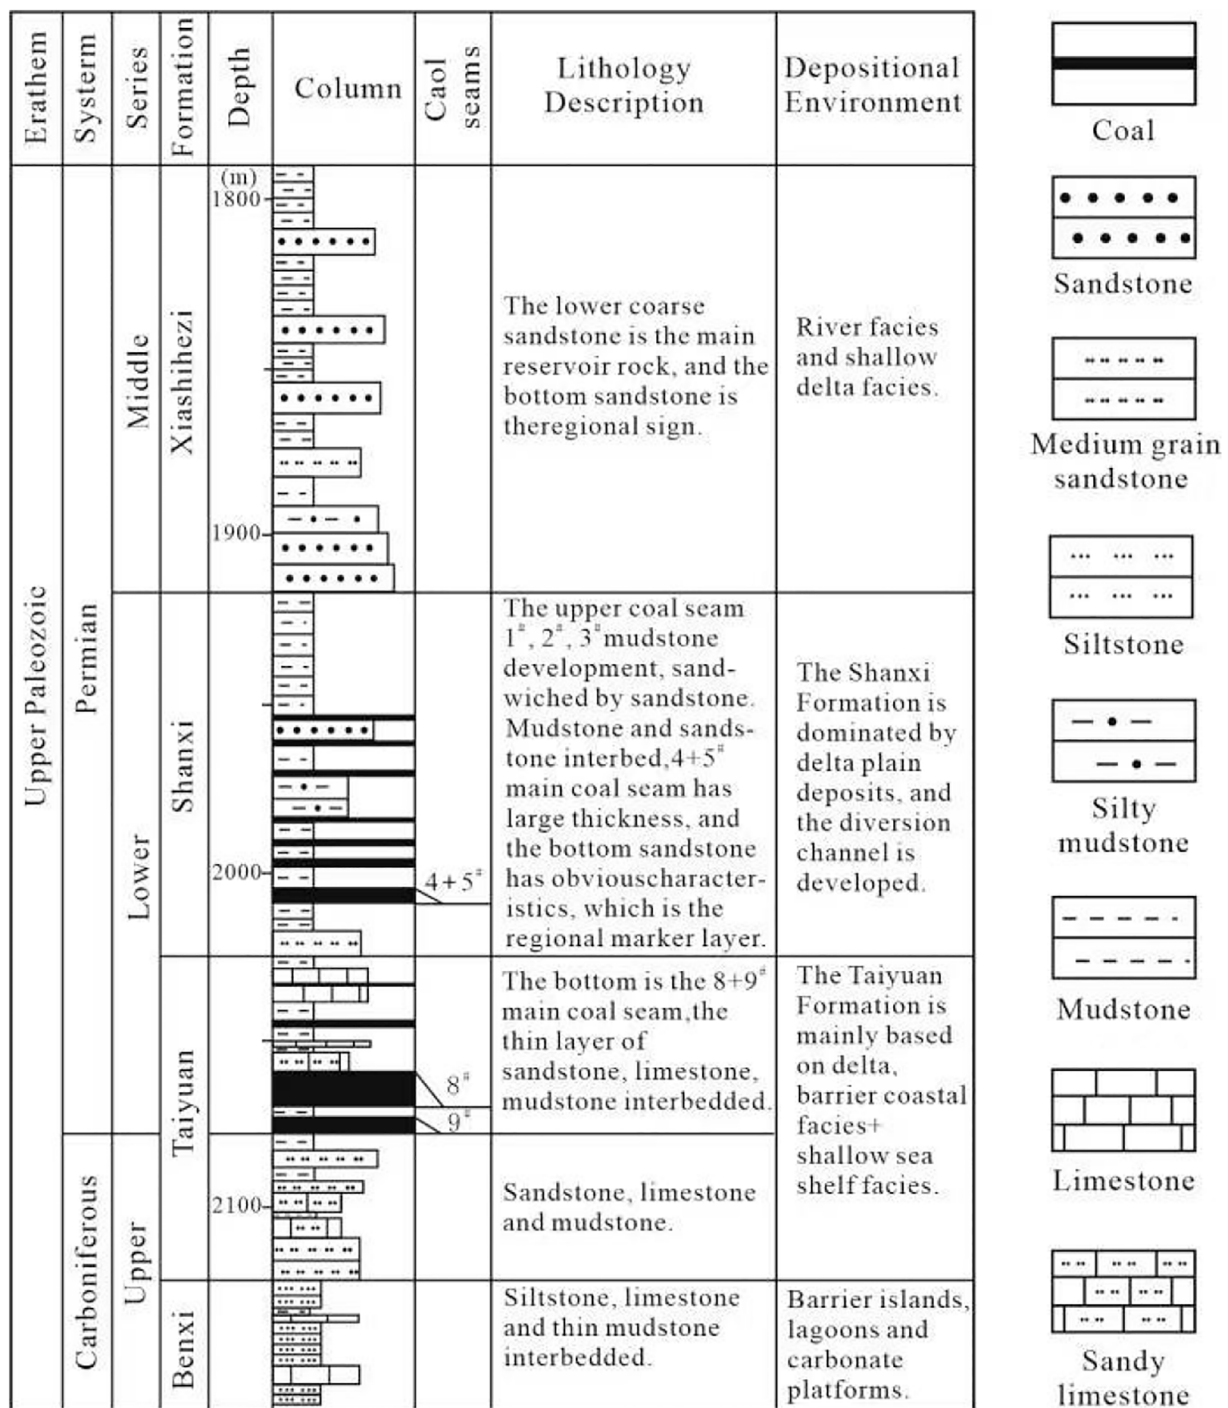 Erathem
Systerm
Series
Formation
Depth
Column
Caol
seams
Lithology
Description
Depositional
Environment
Upper Paleozoic
Permian
Carboniferous
Middle
Lower
Upper
Xiashihezi
Shanxi
Taiyuan
Benxi
(m)
1800
1900
2000
2100
4+5#
8#
9#
The lower coarse
sandstone is the main
reservoir rock, and the
bottom sandstone is
theregional sign.
River facies
and shallow
delta facies.
The upper coal seam
1#, 2#, 3#mudstone
development, sand-
wiched by sandstone.
Mudstone and sands-
tone interbed,4+5#
main coal seam has
large thickness, and
the bottom sandstone
has obviouscharacter-
istics, which is the
regional marker layer.
The Shanxi
Formation is
dominated by
delta plain
deposits, and
the diversion
channel is
developed.
The bottom is the 8+9#
main coal seam,the
thin layer of
sandstone, limestone,
mudstone interbedded.
The Taiyuan
Formation is
mainly based
on delta,
barrier coastal
facies+
shallow sea
shelf facies.
Sandstone, limestone
and mudstone.
Siltstone, limestone
and thin mudstone
interbedded.
Barrier islands,
lagoons and
carbonate
platforms.
Coal
Sandstone
Medium grain
sandstone
Siltstone
Silty
mudstone
Mudstone
Limestone
Sandy
limestone